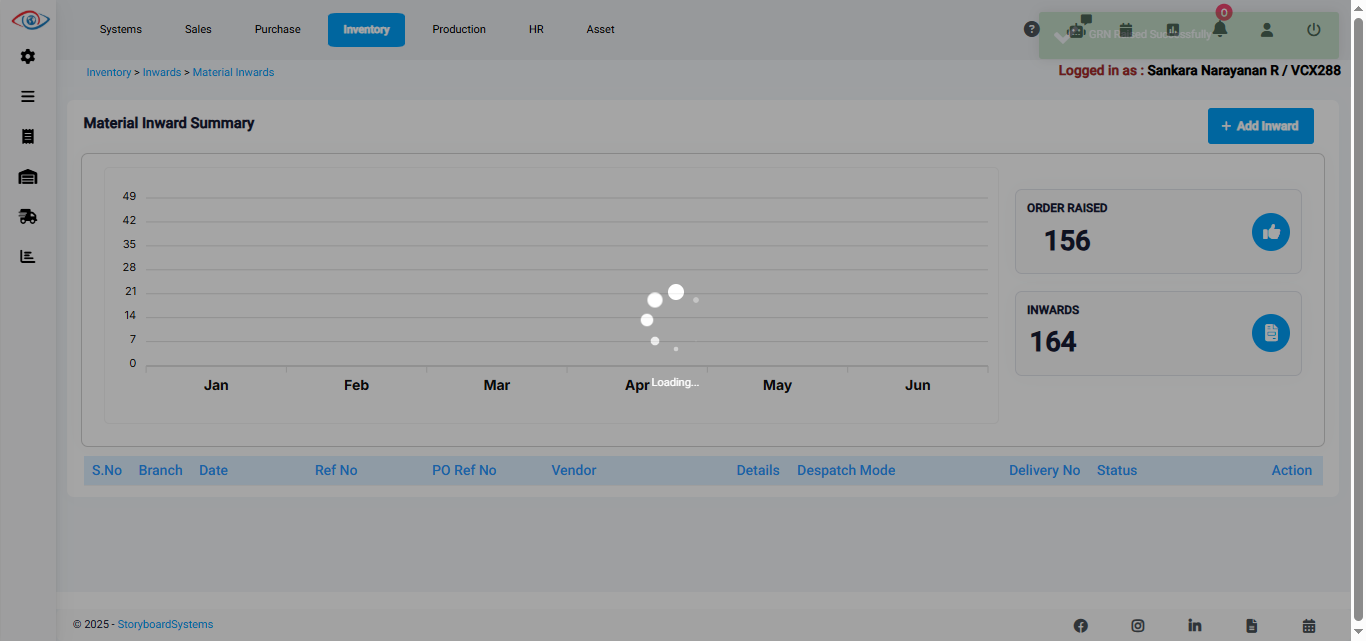 Systems Sales Purchase Inventory Production HR Asset
0
GRN Raised Successfully
Inventory > Inwards > Material Inwards
Logged in as : Sankara Narayanan R / VCX288
Material Inward Summary
+ Add Inward
49
42
35
28
21
14
7
0
Jan Feb Mar Apr May Jun
Loading...
ORDER RAISED
156
INWARDS
164
S.No Branch Date Ref No PO Ref No Vendor Details Despatch Mode Delivery No Status Action
© 2025 - StoryboardSystems